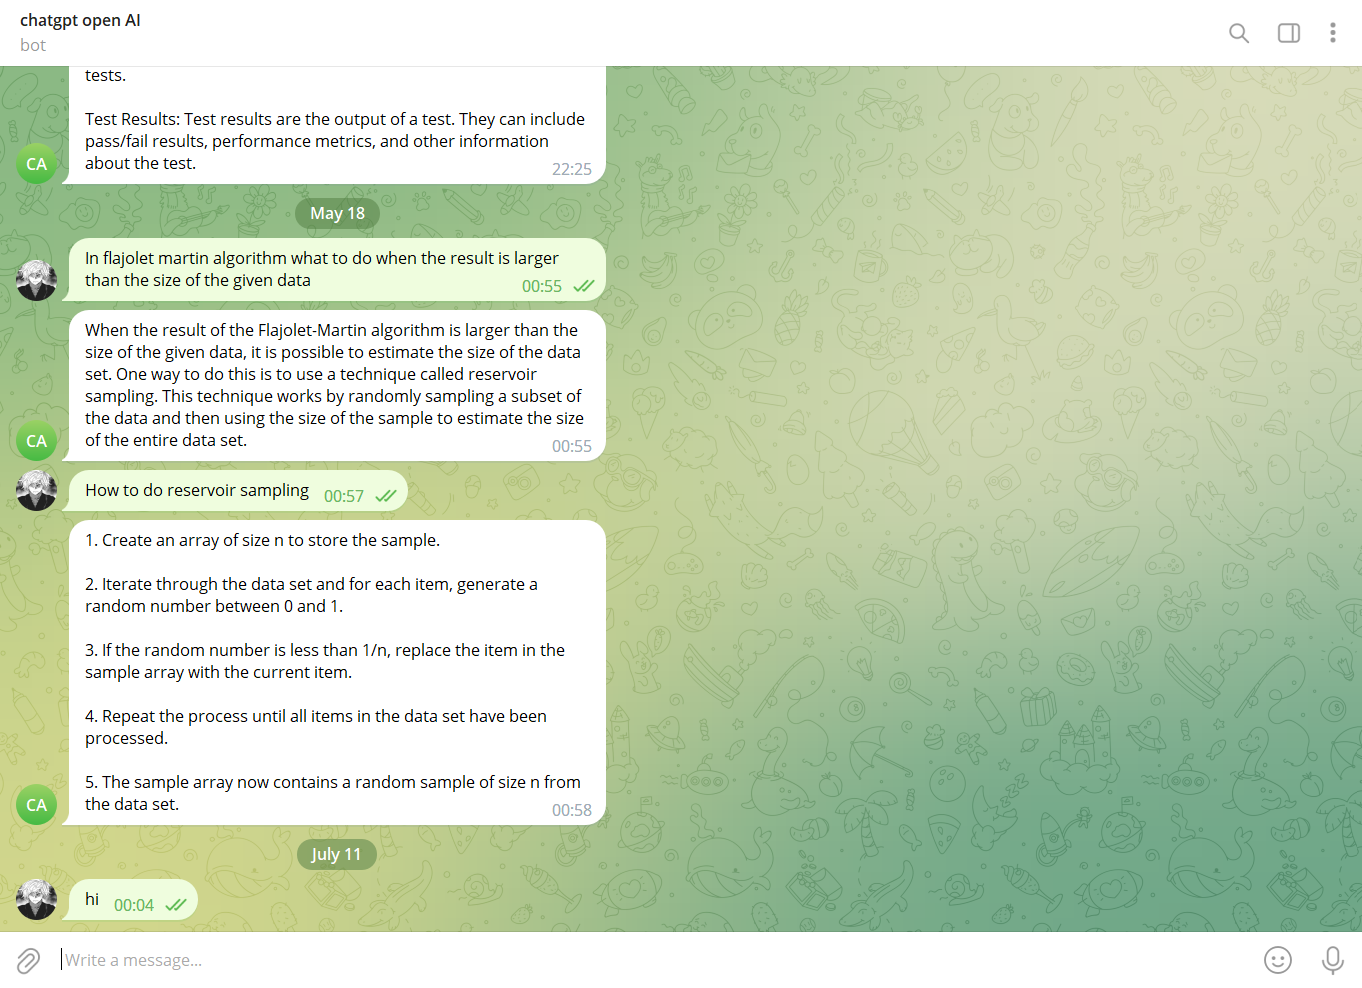 chatgpt open AI
bot
tests.
Test Results: Test results are the output of a test. They can include
pass/fail results, performance metrics, and other information
about the test.
22:25
CA
May 18
In flajolet martin algorithm what to do when the result is larger
than the size of the given data
00:55
When the result of the Flajolet-Martin algorithm is larger than the
size of the given data, it is possible to estimate the size of the data
set. One way to do this is to use a technique called reservoir
sampling. This technique works by randomly sampling a subset of
the data and then using the size of the sample to estimate the size
of the entire data set.
00:55
CA
How to do reservoir sampling
00:57
1. Create an array of size n to store the sample.
2. Iterate through the data set and for each item, generate a
random number between 0 and 1.
3. If the random number is less than 1/n, replace the item in the
sample array with the current item.
4. Repeat the process until all items in the data set have been
processed.
5. The sample array now contains a random sample of size n from
the data set.
00:58
CA
July 11
hi
00:04
Write a message...